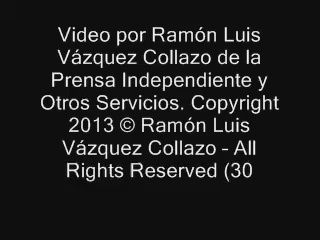 Video por Ramón Luis
Vázquez Collazo de la
Prensa Independiente y
Otros Servicios. Copyright
2013 © Ramón Luis
Vázquez Collazo - All
Rights Reserved (30